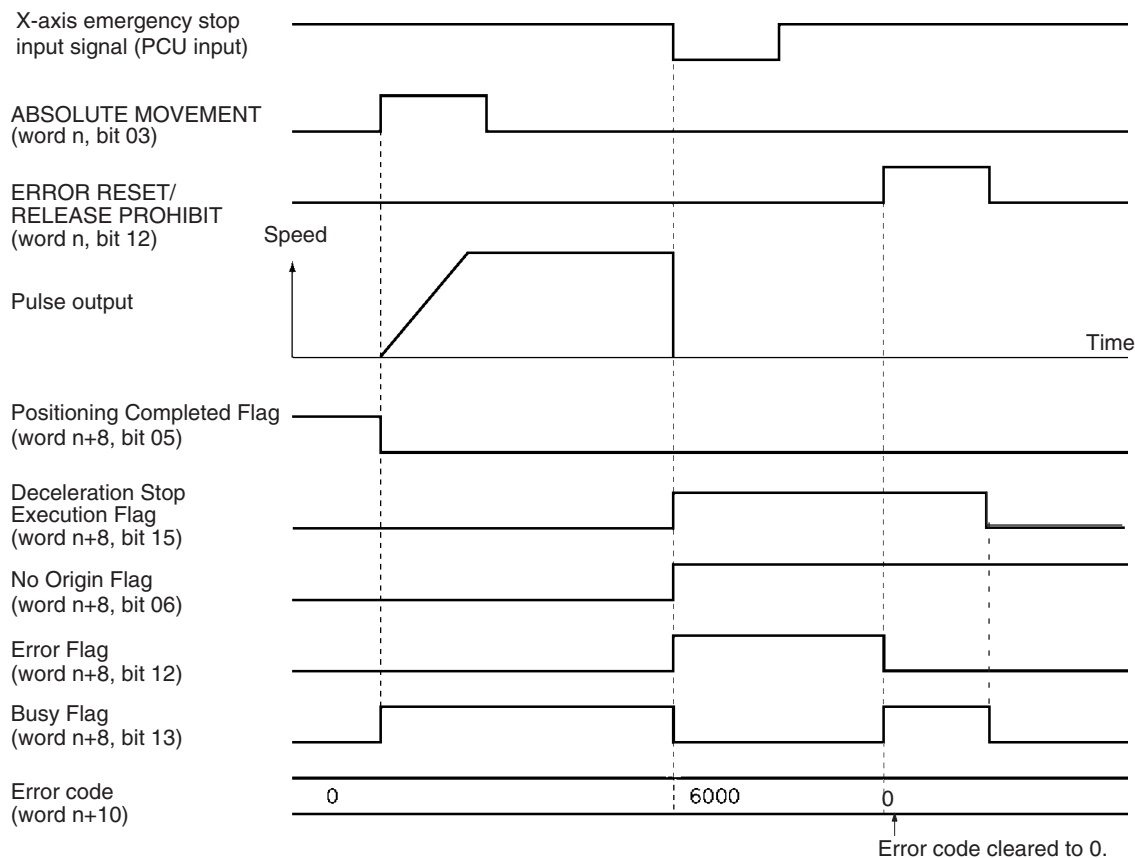 X-axis emergency stop
input signal (PCU input)
ABSOLUTE MOVEMENT
(word n, bit 03)
ERROR RESET/
RELEASE PROHIBIT
(word n, bit 12)
Speed
Pulse output
Time
Positioning Completed Flag
(word n+8, bit 05)
Deceleration Stop
Execution Flag
(word n+8, bit 15)
No Origin Flag
(word n+8, bit 06)
Error Flag
(word n+8, bit 12)
Busy Flag
(word n+8, bit 13)
Error code
(word n+10)
0
6000
0
Error code cleared to 0.